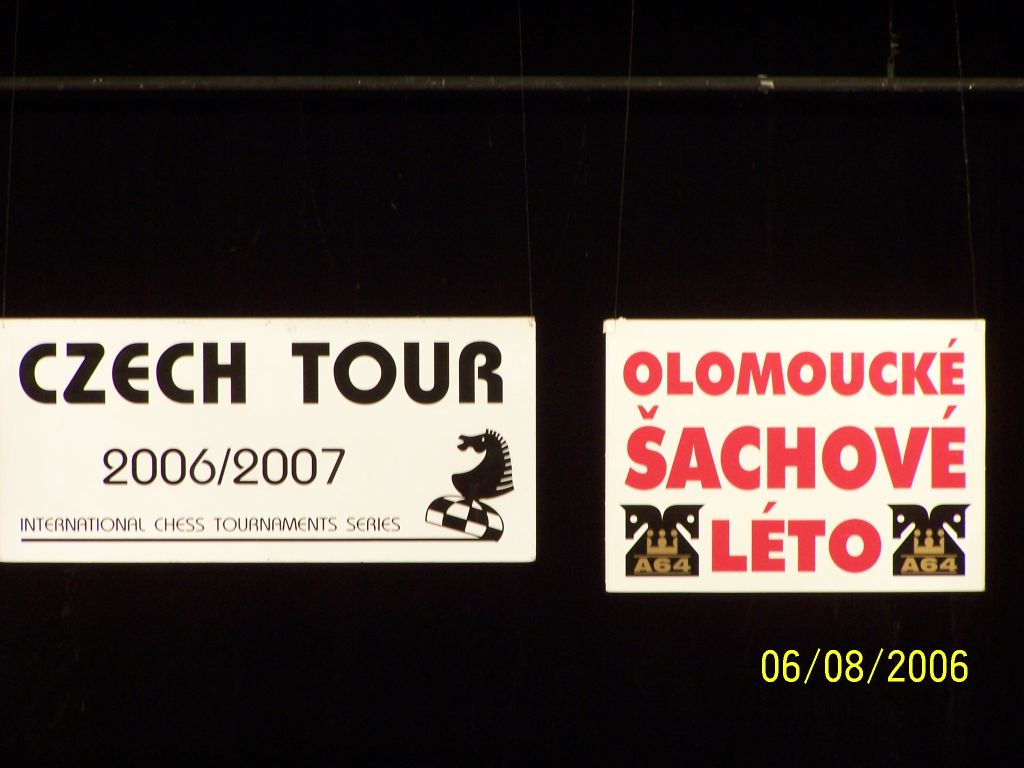 CZECH TOUR
2006/2007
INTERNATIONAL CHESS TOURNAMENTS SERIES
OLOMOUCKÉ
ŠACHOVÉ
LÉTO
A64
A64
06/08/2006